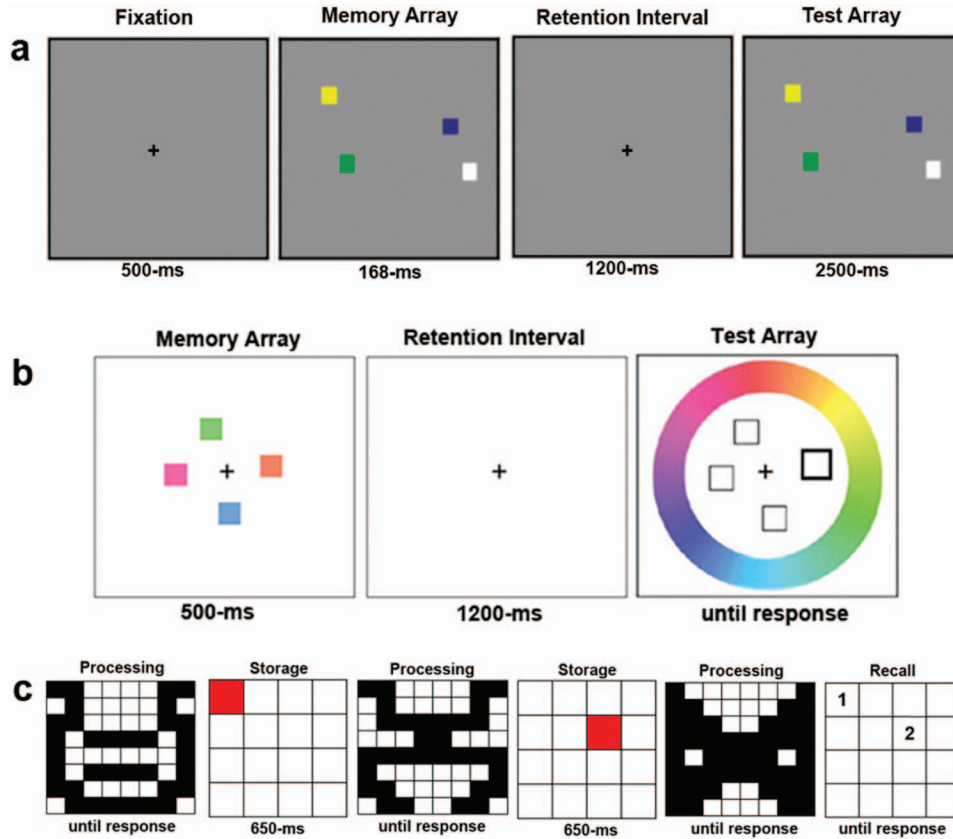 Fixation Memory Array Retention Interval Test Array
a
500-ms 168-ms 1200-ms 2500-ms
Memory Array Retention Interval Test Array
b
500-ms 1200-ms until response
Processing Storage Processing Storage Processing Recall
c
1
2
until response 650-ms until response 650-ms until response until response